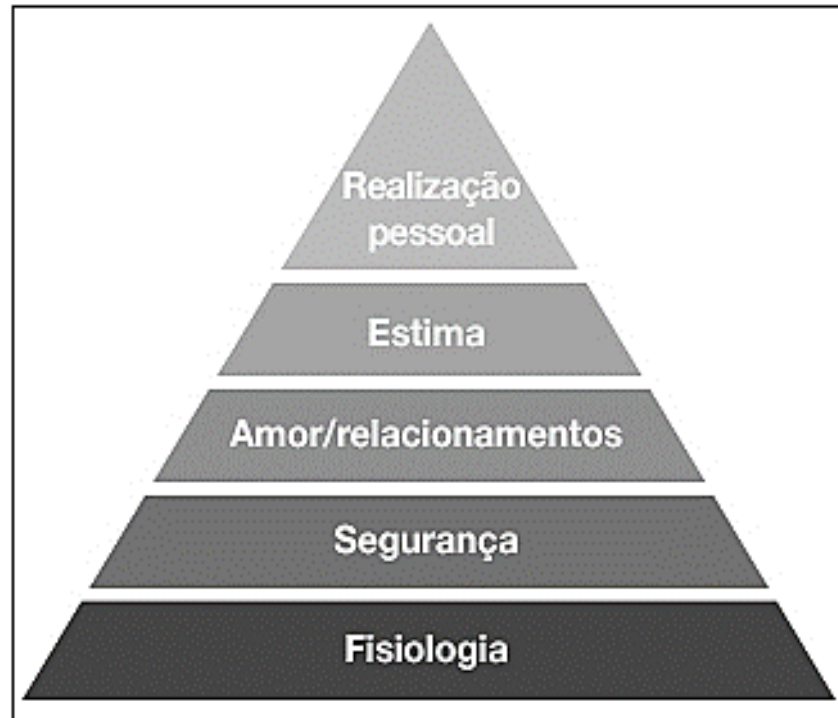 Realização
pessoal
Estima
Amor/relacionamentos
Segurança
Fisiologia